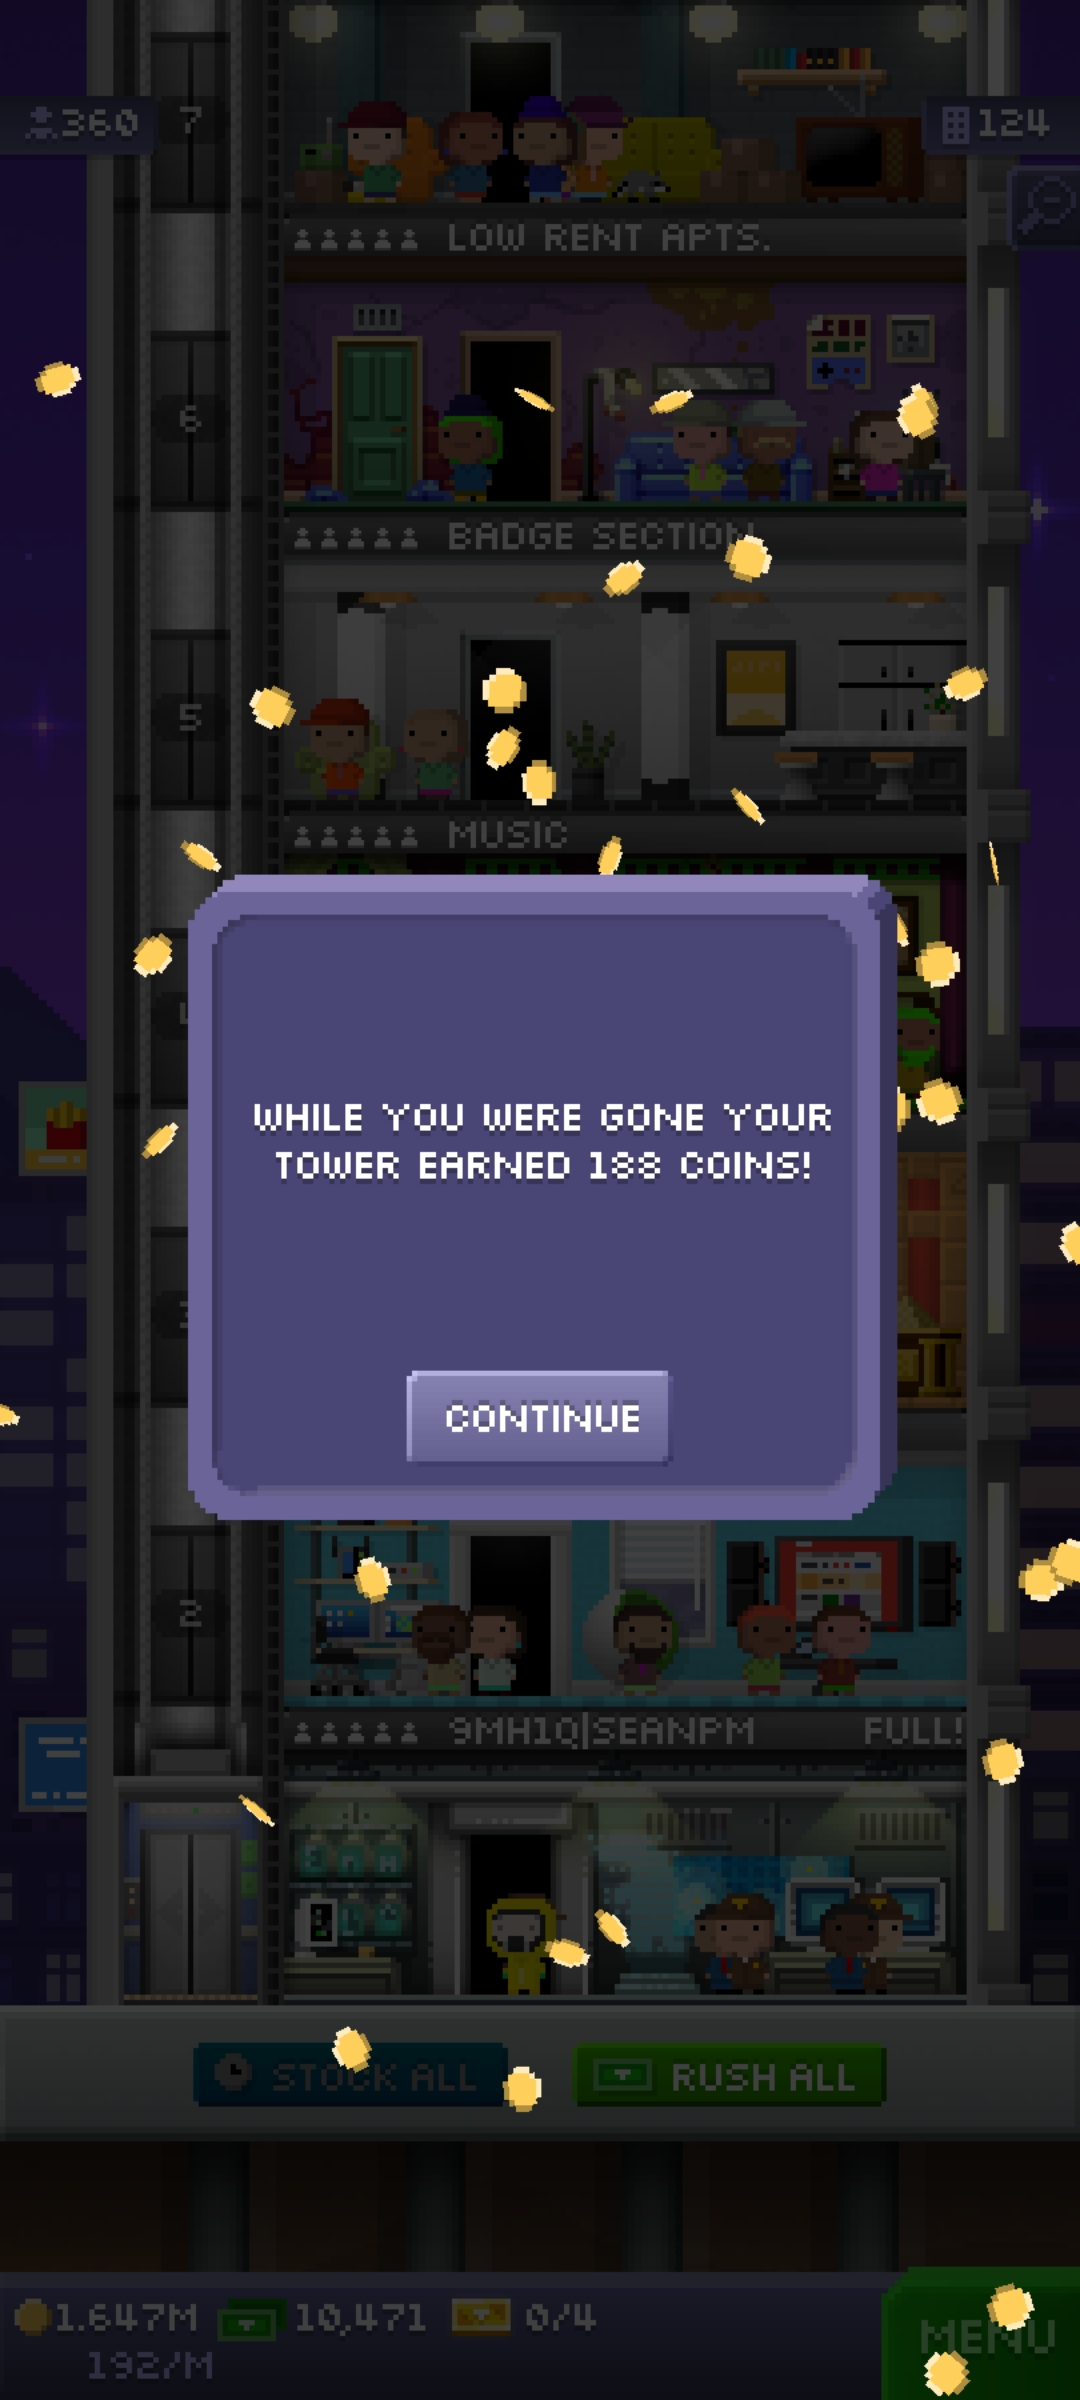 360
7
124
LOW RENT APTS.
6
BADGE SECTION
5
MUSIC
WHILE YOU WERE GONE YOUR
TOWER EARNED 188 COINS!
CONTINUE
2
9MH1Q|SEANPM FULL!
STOCK ALL
RUSH ALL
1.647M 10,471 0/4
MENU
192/M